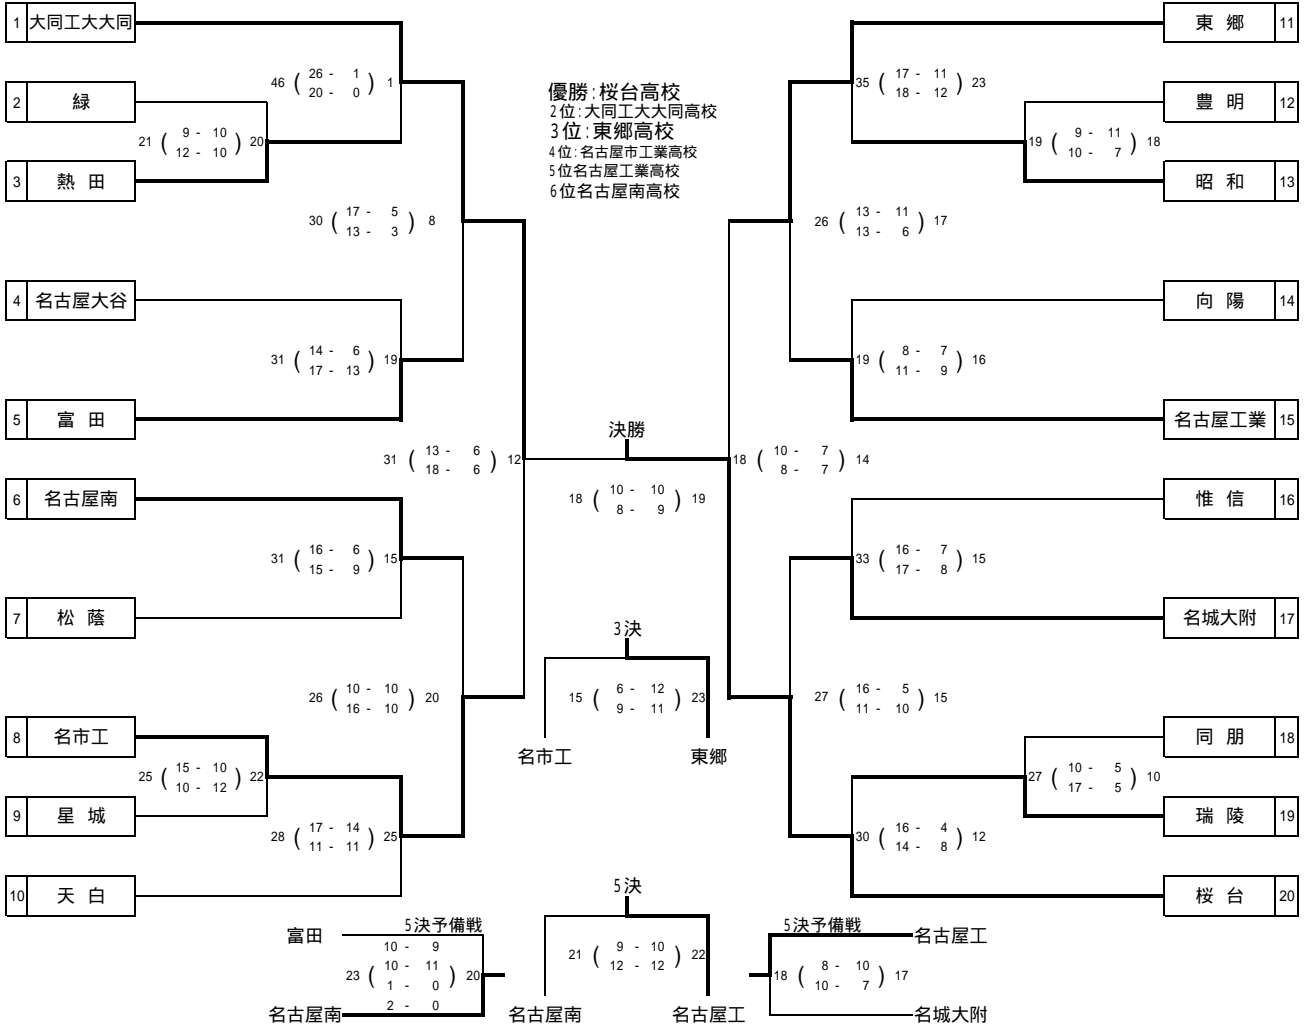 1 大同工大大同
東 郷 11
46 ( 26 - 1 ) 1
20 - 0
35 ( 17 - 11 ) 23
18 - 12
優勝:桜台高校
2位:大同工大大同高校
3位:東郷高校
4位:名古屋市工業高校
5位名古屋工業高校
6位名古屋南高校
2 緑
豊 明 12
21 ( 9 - 10 ) 20
12 - 10
19 ( 9 - 11 ) 18
10 - 7
3 熱 田
昭 和 13
30 ( 17 - 5 ) 8
13 - 3
26 ( 13 - 11 ) 17
13 - 6
4 名古屋大谷
向 陽 14
31 ( 14 - 6 ) 19
17 - 13
19 ( 8 - 7 ) 16
11 - 9
5 富 田
名古屋工業 15
決勝
31 ( 13 - 6 ) 12
18 - 6
18 ( 10 - 7 ) 14
8 - 7
6 名古屋南
18 ( 10 - 10 ) 19
8 - 9
惟 信 16
31 ( 16 - 6 ) 15
15 - 9
33 ( 16 - 7 ) 15
17 - 8
7 松 蔭
名城大附 17
3決
26 ( 10 - 10 ) 20
16 - 10
15 ( 6 - 12 ) 23
9 - 11
27 ( 16 - 5 ) 15
11 - 10
8 名市工
名市工
東郷
同 朋 18
25 ( 15 - 10 ) 22
10 - 12
27 ( 10 - 5 ) 10
17 - 5
9 星 城
瑞 陵 19
28 ( 17 - 14 ) 25
11 - 11
30 ( 16 - 4 ) 12
14 - 8
10 天 白
5決
桜 台 20
5決予備戦
5決予備戦
富田
名古屋工
10 - 9
23 ( 10 - 11 ) 20
1 - 0
2 - 0
21 ( 9 - 10 ) 22
12 - 12
18 ( 8 - 10 ) 17
10 - 7
名古屋南
名古屋南
名古屋工
名城大附